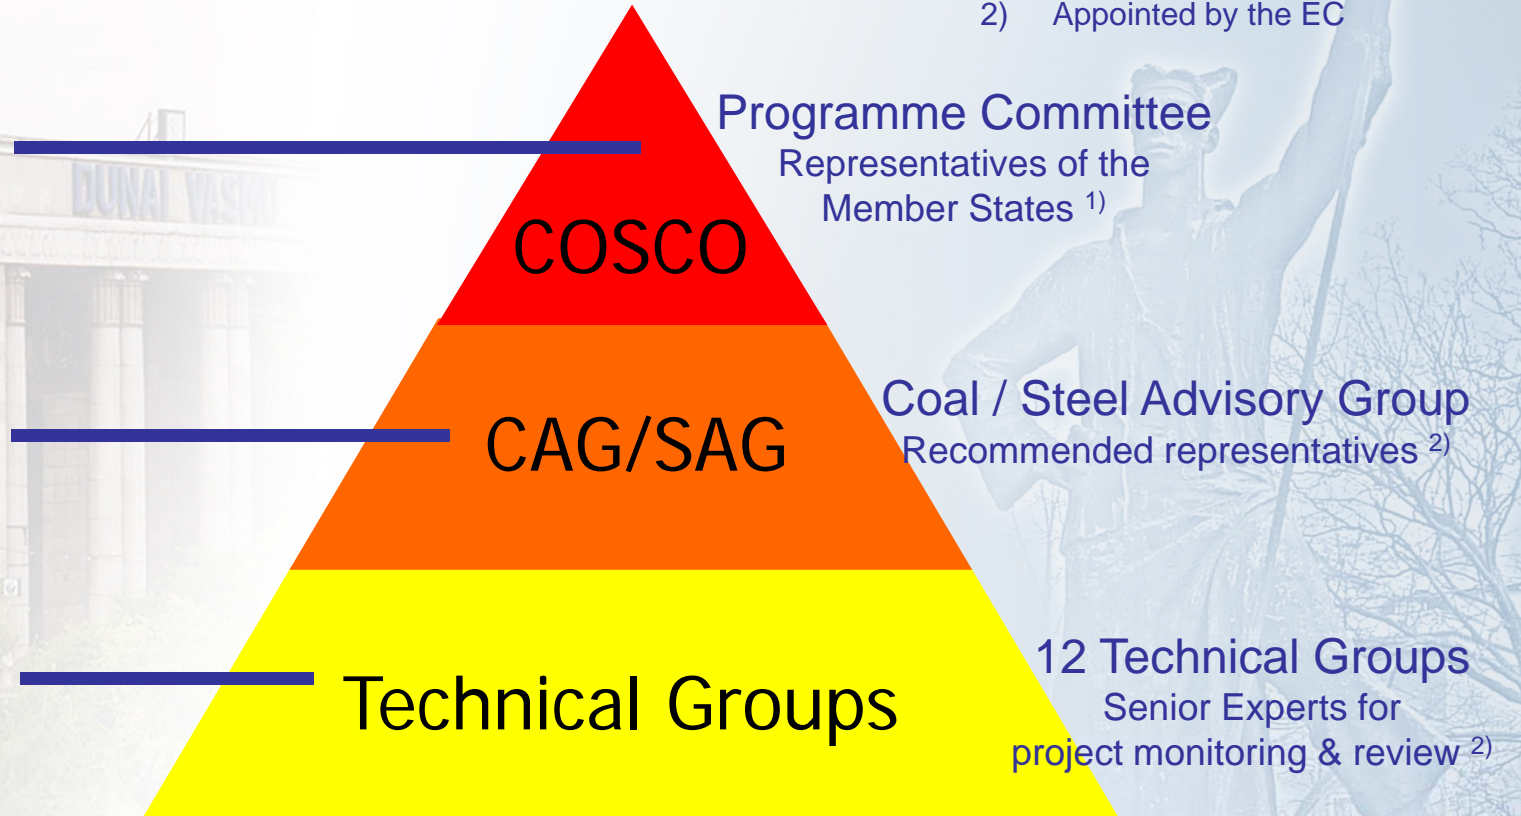 2) Appointed by the EC
Programme Committee
Representatives of the
Member States 1)
COSCO
Coal / Steel Advisory Group
Recommended representatives 2)
CAG/SAG
12 Technical Groups
Senior Experts for
project monitoring & review 2)
Technical Groups
DUNAI VASMŰ